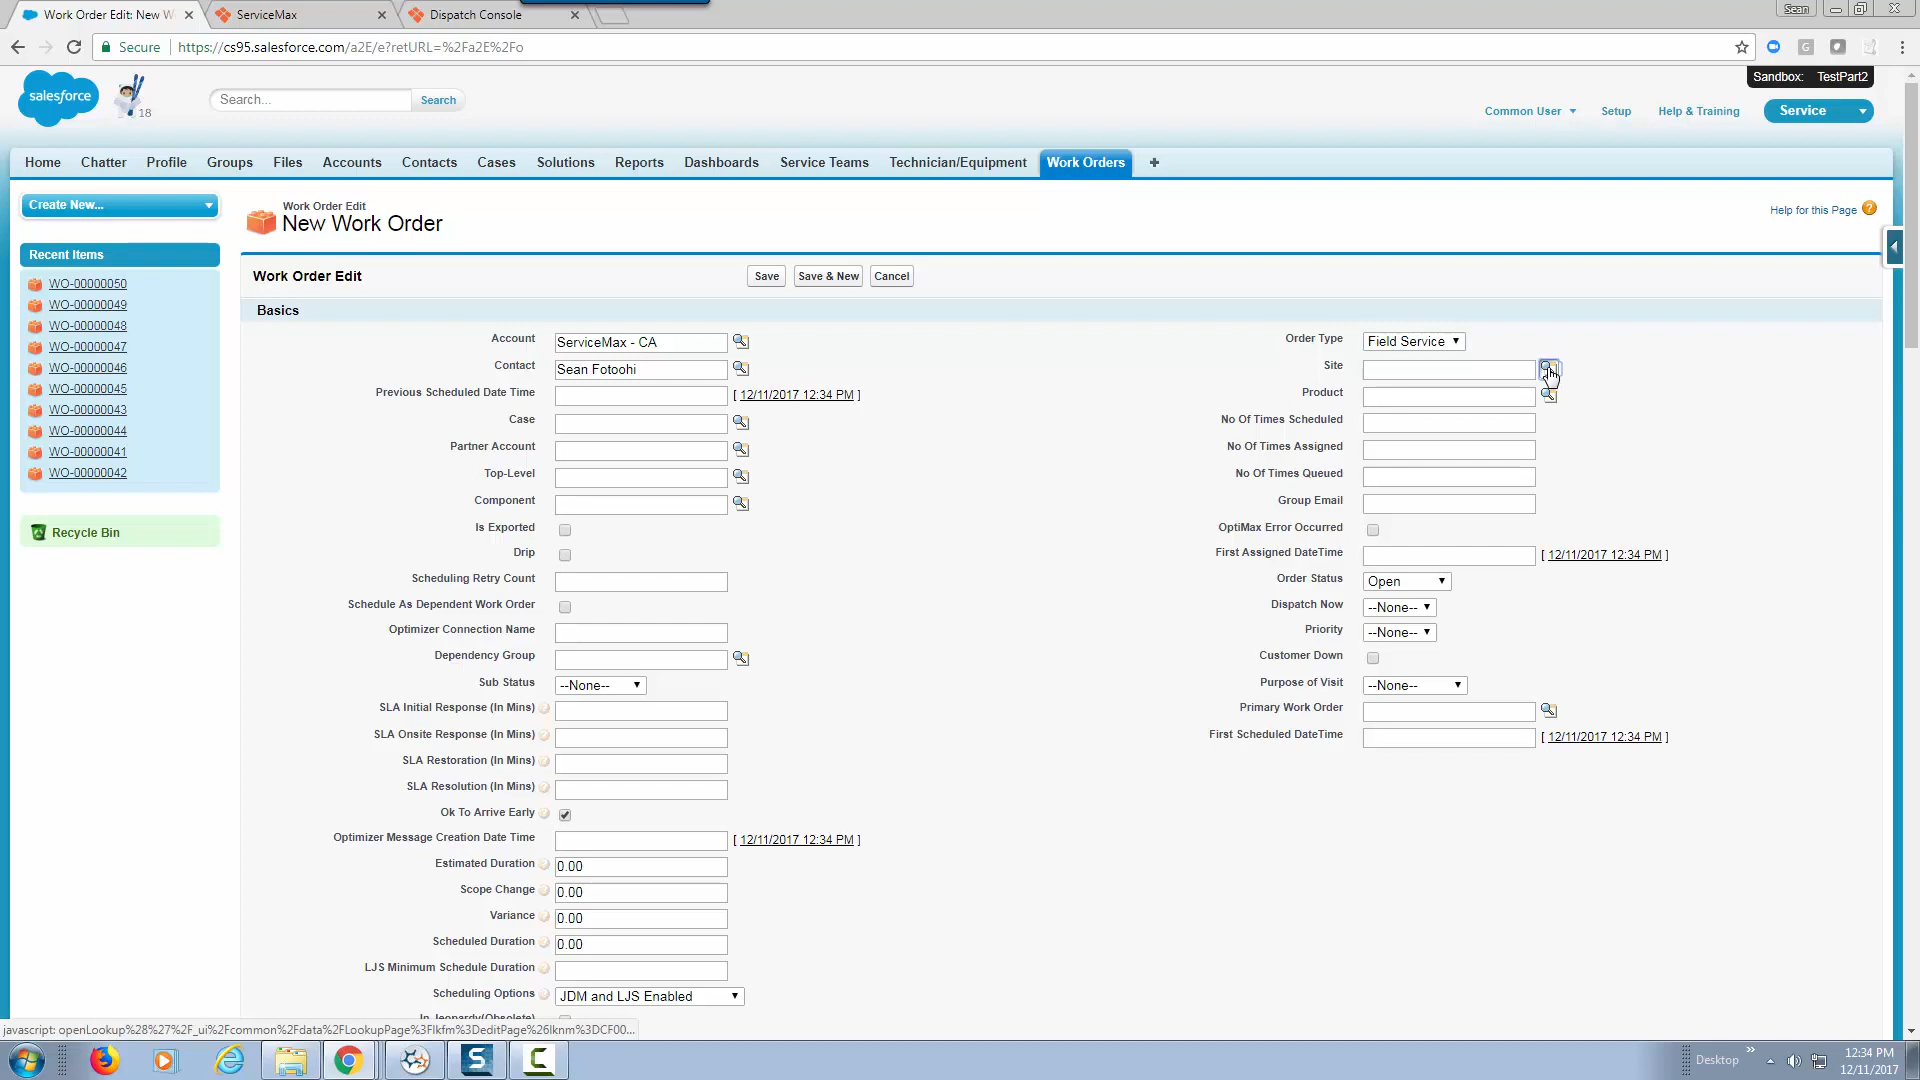 Work Order Edit: New W
ServiceMax
Dispatch Console
Sean
Secure
https://cs95.salesforce.com/a2E/e?retURL=%2Fa2E%2Fo
Sandbox: TestPart2
salesforce
18
Search...
Search
Common User
Setup
Help & Training
Service
Home
Chatter
Profile
Groups
Files
Accounts
Contacts
Cases
Solutions
Reports
Dashboards
Service Teams
Technician/Equipment
Work Orders
Create New...
Recent Items
WO-00000050
WO-00000049
WO-00000048
WO-00000047
WO-00000046
WO-00000045
WO-00000043
WO-00000044
WO-00000041
WO-00000042
Recycle Bin
Work Order Edit
New Work Order
Help for this Page
Work Order Edit
Save
Save & New
Cancel
Basics
Account ServiceMax - CA
Order Type Field Service
Contact Sean Fotoohi
Site
Previous Scheduled Date Time [ 12/11/2017 12:34 PM ]
Product
Case
No Of Times Scheduled
Partner Account
No Of Times Assigned
Top-Level
No Of Times Queued
Component
Group Email
Is Exported
OptiMax Error Occurred
Drip
First Assigned DateTime [ 12/11/2017 12:34 PM ]
Scheduling Retry Count
Order Status Open
Schedule As Dependent Work Order
Dispatch Now --None--
Optimizer Connection Name
Priority --None--
Dependency Group
Customer Down
Sub Status --None--
Purpose of Visit --None--
SLA Initial Response (In Mins)
Primary Work Order
SLA Onsite Response (In Mins)
First Scheduled DateTime [ 12/11/2017 12:34 PM ]
SLA Restoration (In Mins)
SLA Resolution (In Mins)
Ok To Arrive Early
Optimizer Message Creation Date Time [ 12/11/2017 12:34 PM ]
Estimated Duration 0.00
Scope Change 0.00
Variance 0.00
Scheduled Duration 0.00
LJS Minimum Schedule Duration
Scheduling Options JDM and LJS Enabled
In Jeopardy(Obsolete)
javascript: openLookup%28%27%2F_ui%2Fcommon%2Fdata%2FLookupPage%3Flkfm%3DeditPage%26lknm%3DCF00...
Desktop
12:34 PM
12/11/2017